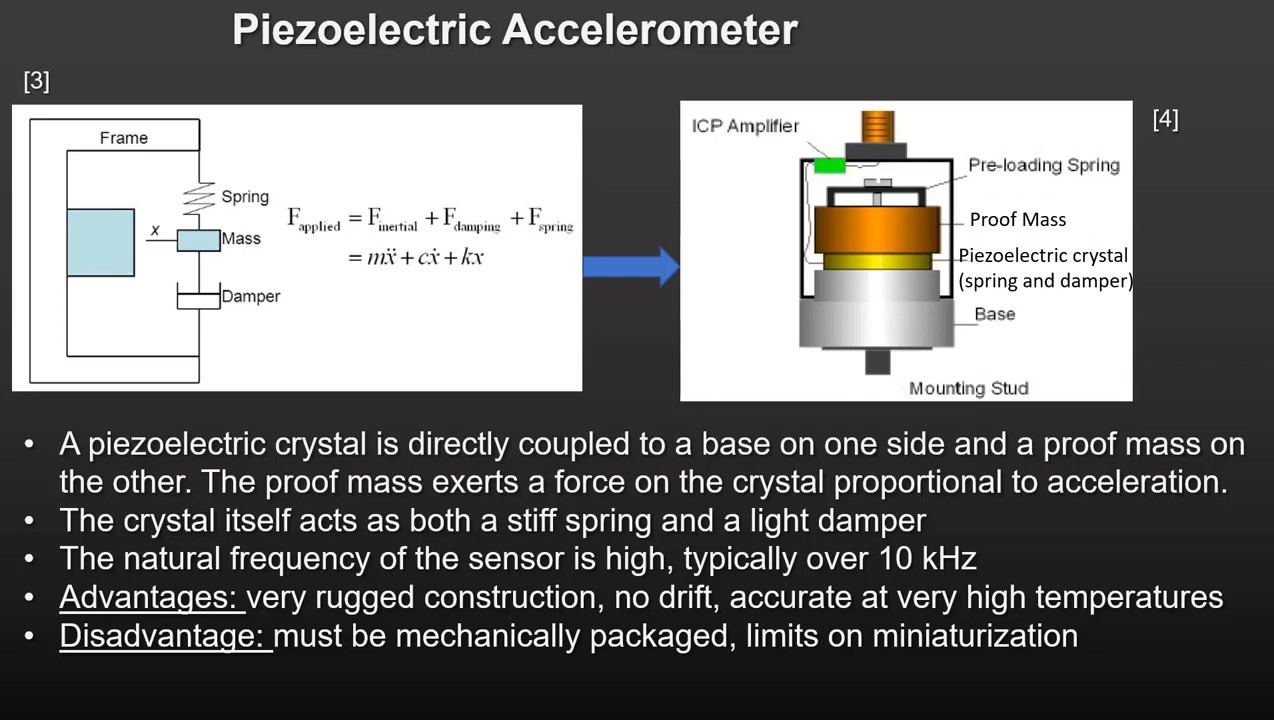 Piezoelectric Accelerometer
[3]
Frame
Spring
x
Mass
Damper
F applied = F inertial + F damping + F spring
= mẍ + cẋ + kx
[4]
ICP Amplifier
Pre-loading Spring
Proof Mass
Piezoelectric crystal
(spring and damper)
Base
Mounting Stud
• A piezoelectric crystal is directly coupled to a base on one side and a proof mass on
the other. The proof mass exerts a force on the crystal proportional to acceleration.
• The crystal itself acts as both a stiff spring and a light damper
• The natural frequency of the sensor is high, typically over 10 kHz
• Advantages: very rugged construction, no drift, accurate at very high temperatures
• Disadvantage: must be mechanically packaged, limits on miniaturization